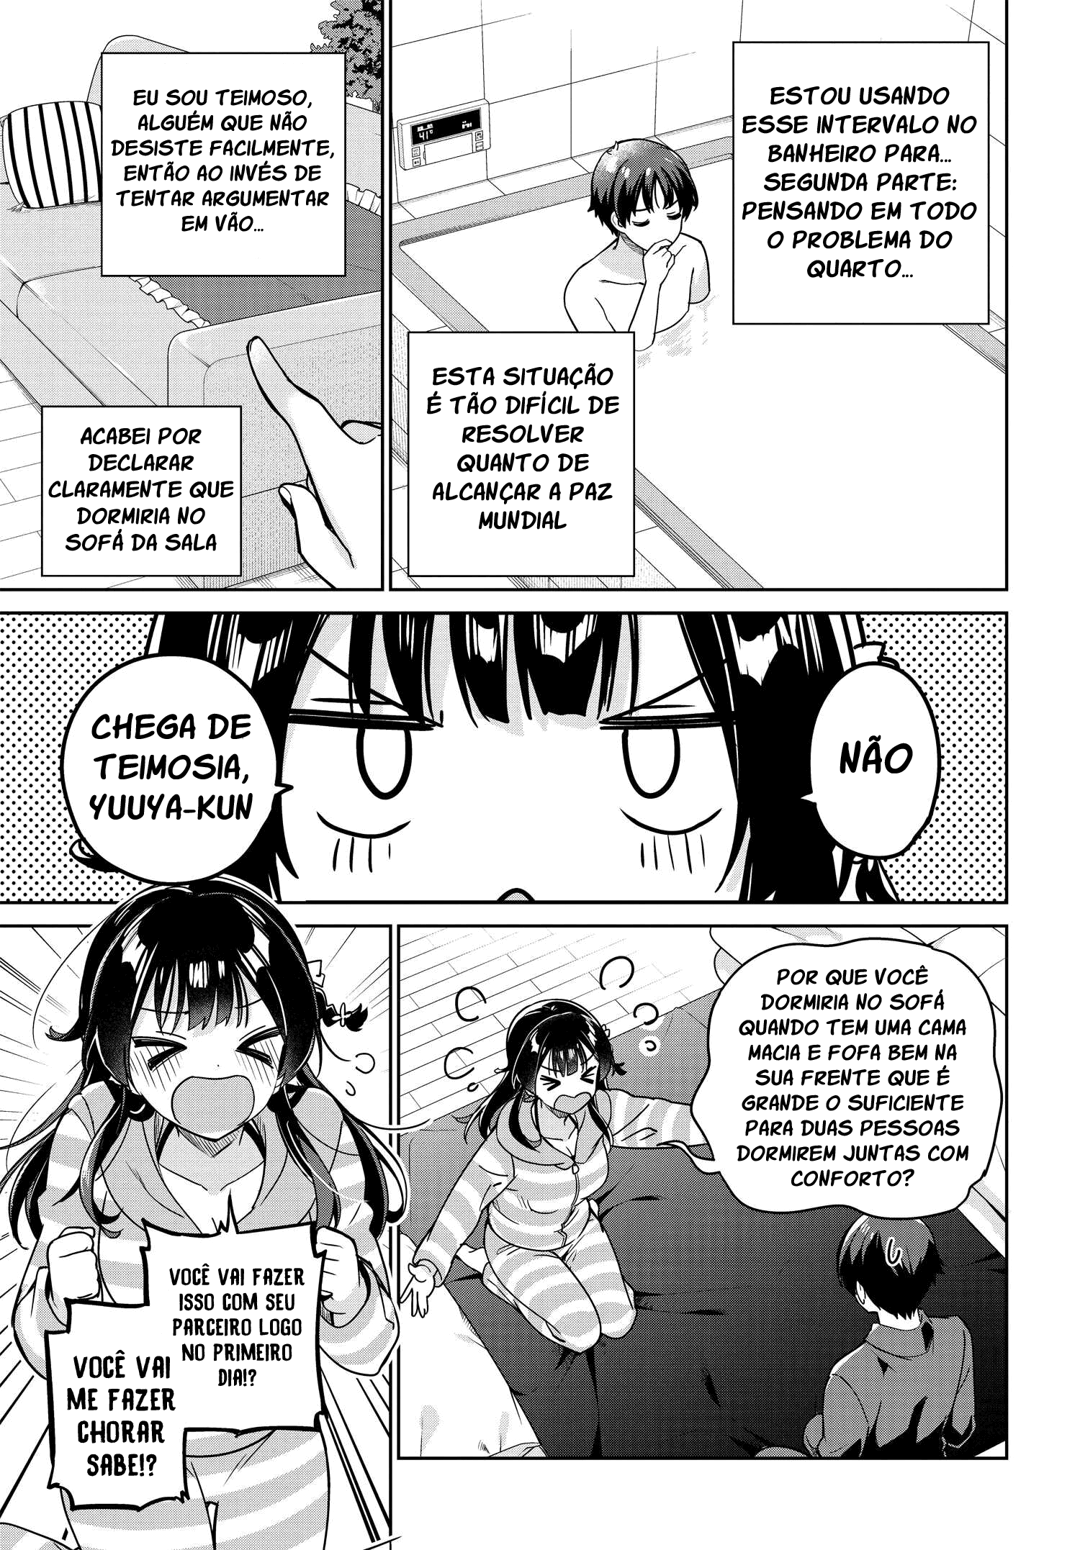 ESTOU USANDO
ESSE INTERVALO NO
BANHEIRO PARA...
SEGUNDA PARTE:
PENSANDO EM TODO
O PROBLEMA DO
QUARTO...
41°
ESTA SITUAÇÃO
É TÃO DIFÍCIL DE
RESOLVER
QUANTO DE
ALCANÇAR A PAZ
MUNDIAL
EU SOU TEIMOSO,
ALGUÉM QUE NÃO
DESISTE FACILMENTE,
ENTÃO AO INVÉS DE
TENTAR ARGUMENTAR
EM VÃO...
ACABEI POR
DECLARAR
CLARAMENTE QUE
DORMIRIA NO
SOFÁ DA SALA
NÃO
CHEGA DE
TEIMOSIA,
YUUYA-KUN
POR QUE VOCÊ
DORMIRIA NO SOFÁ
QUANDO TEM UMA CAMA
MACIA E FOFA BEM NA
SUA FRENTE QUE É
GRANDE O SUFICIENTE
PARA DUAS PESSOAS
DORMIREM JUNTAS COM
CONFORTO?
VOCÊ VAI FAZER
ISSO COM SEU
PARCEIRO LOGO
NO PRIMEIRO
DIA!?
VOCÊ VAI
ME FAZER
CHORAR
SABE!?